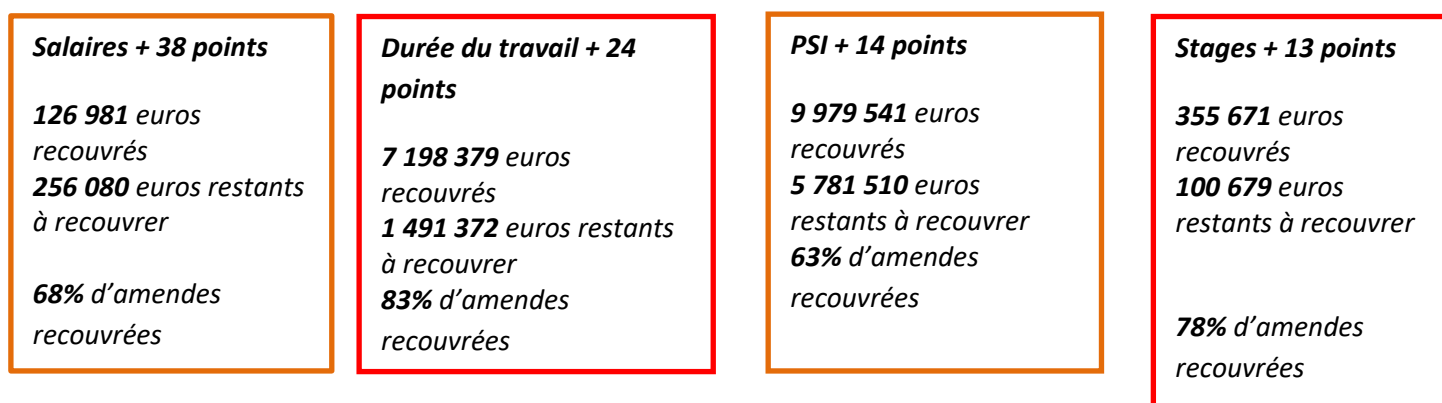 Salaires + 38 points
126 981 euros
recouvrés
256 080 euros restants
à recouvrer
68% d’amendes
recouvrées
Durée du travail + 24
points
7 198 379 euros
recouvrés
1 491 372 euros restants
à recouvrer
83% d’amendes
recouvrées
PSI + 14 points
9 979 541 euros
recouvrés
5 781 510 euros
restants à recouvrer
63% d’amendes
recouvrées
Stages + 13 points
355 671 euros
recouvrés
100 679 euros
restants à recouvrer
78% d’amendes
recouvrées